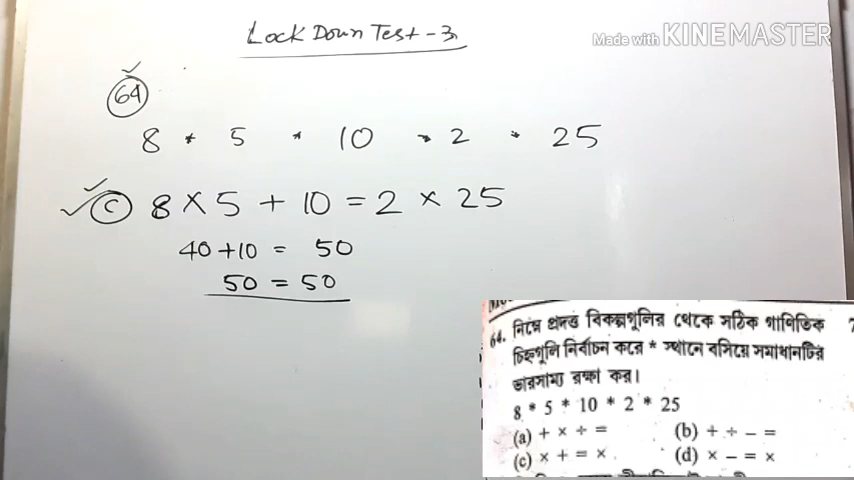 Lock Down Test - 3
Made with KINEMASTER
64
8 * 5 * 10 * 2 * 25
(c) 8 × 5 + 10 = 2 × 25
40 + 10 = 50
50 = 50
64. নিম্নে প্রদত্ত বিকল্পগুলির থেকে সঠিক গাণিতিক
চিহ্নগুলি নির্বাচন করে * স্থানে বসিয়ে সমাধানটির
ভারসাম্য রক্ষা কর।
8 * 5 * 10 * 2 * 25
(a) + × ÷ = (b) + ÷ − =
(c) × + = × (d) × − = ×